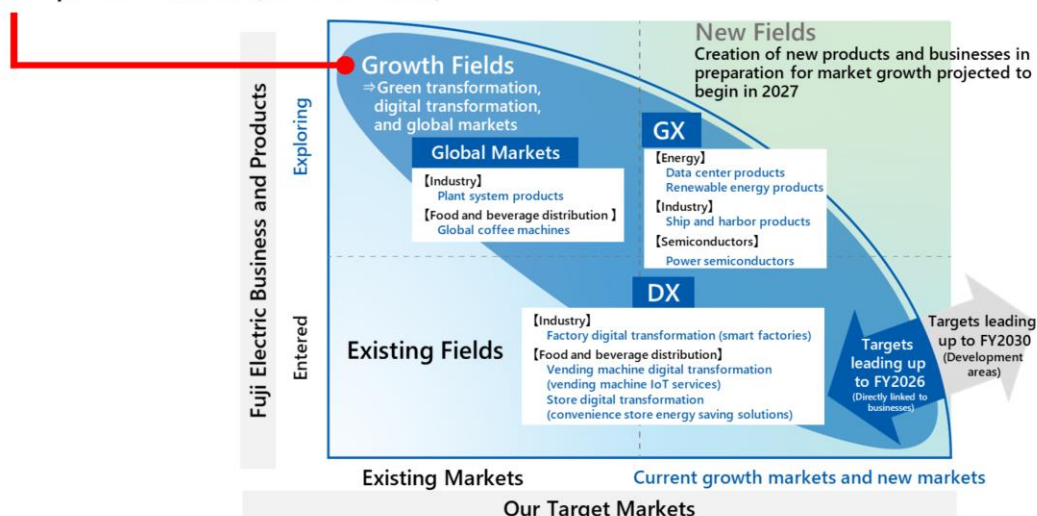 New Fields
Creation of new products and businesses in
preparation for market growth projected to
begin in 2027
Growth Fields
⇒Green transformation,
digital transformation,
and global markets
Global Markets
【Industry】
Plant system products
【Food and beverage distribution】
Global coffee machines
GX
【Energy】
Data center products
Renewable energy products
【Industry】
Ship and harbor products
【Semiconductors】
Power semiconductors
DX
【Industry】
Factory digital transformation (smart factories)
【Food and beverage distribution】
Vending machine digital transformation
(vending machine IoT services)
Store digital transformation
(convenience store energy saving solutions)
Existing Fields
Targets
leading up
to FY2026
(Directly linked to
businesses)
Targets leading
up to FY2030
(Development
areas)
Fuji Electric Business and Products
Exploring
Entered
Existing Markets
Current growth markets and new markets
Our Target Markets